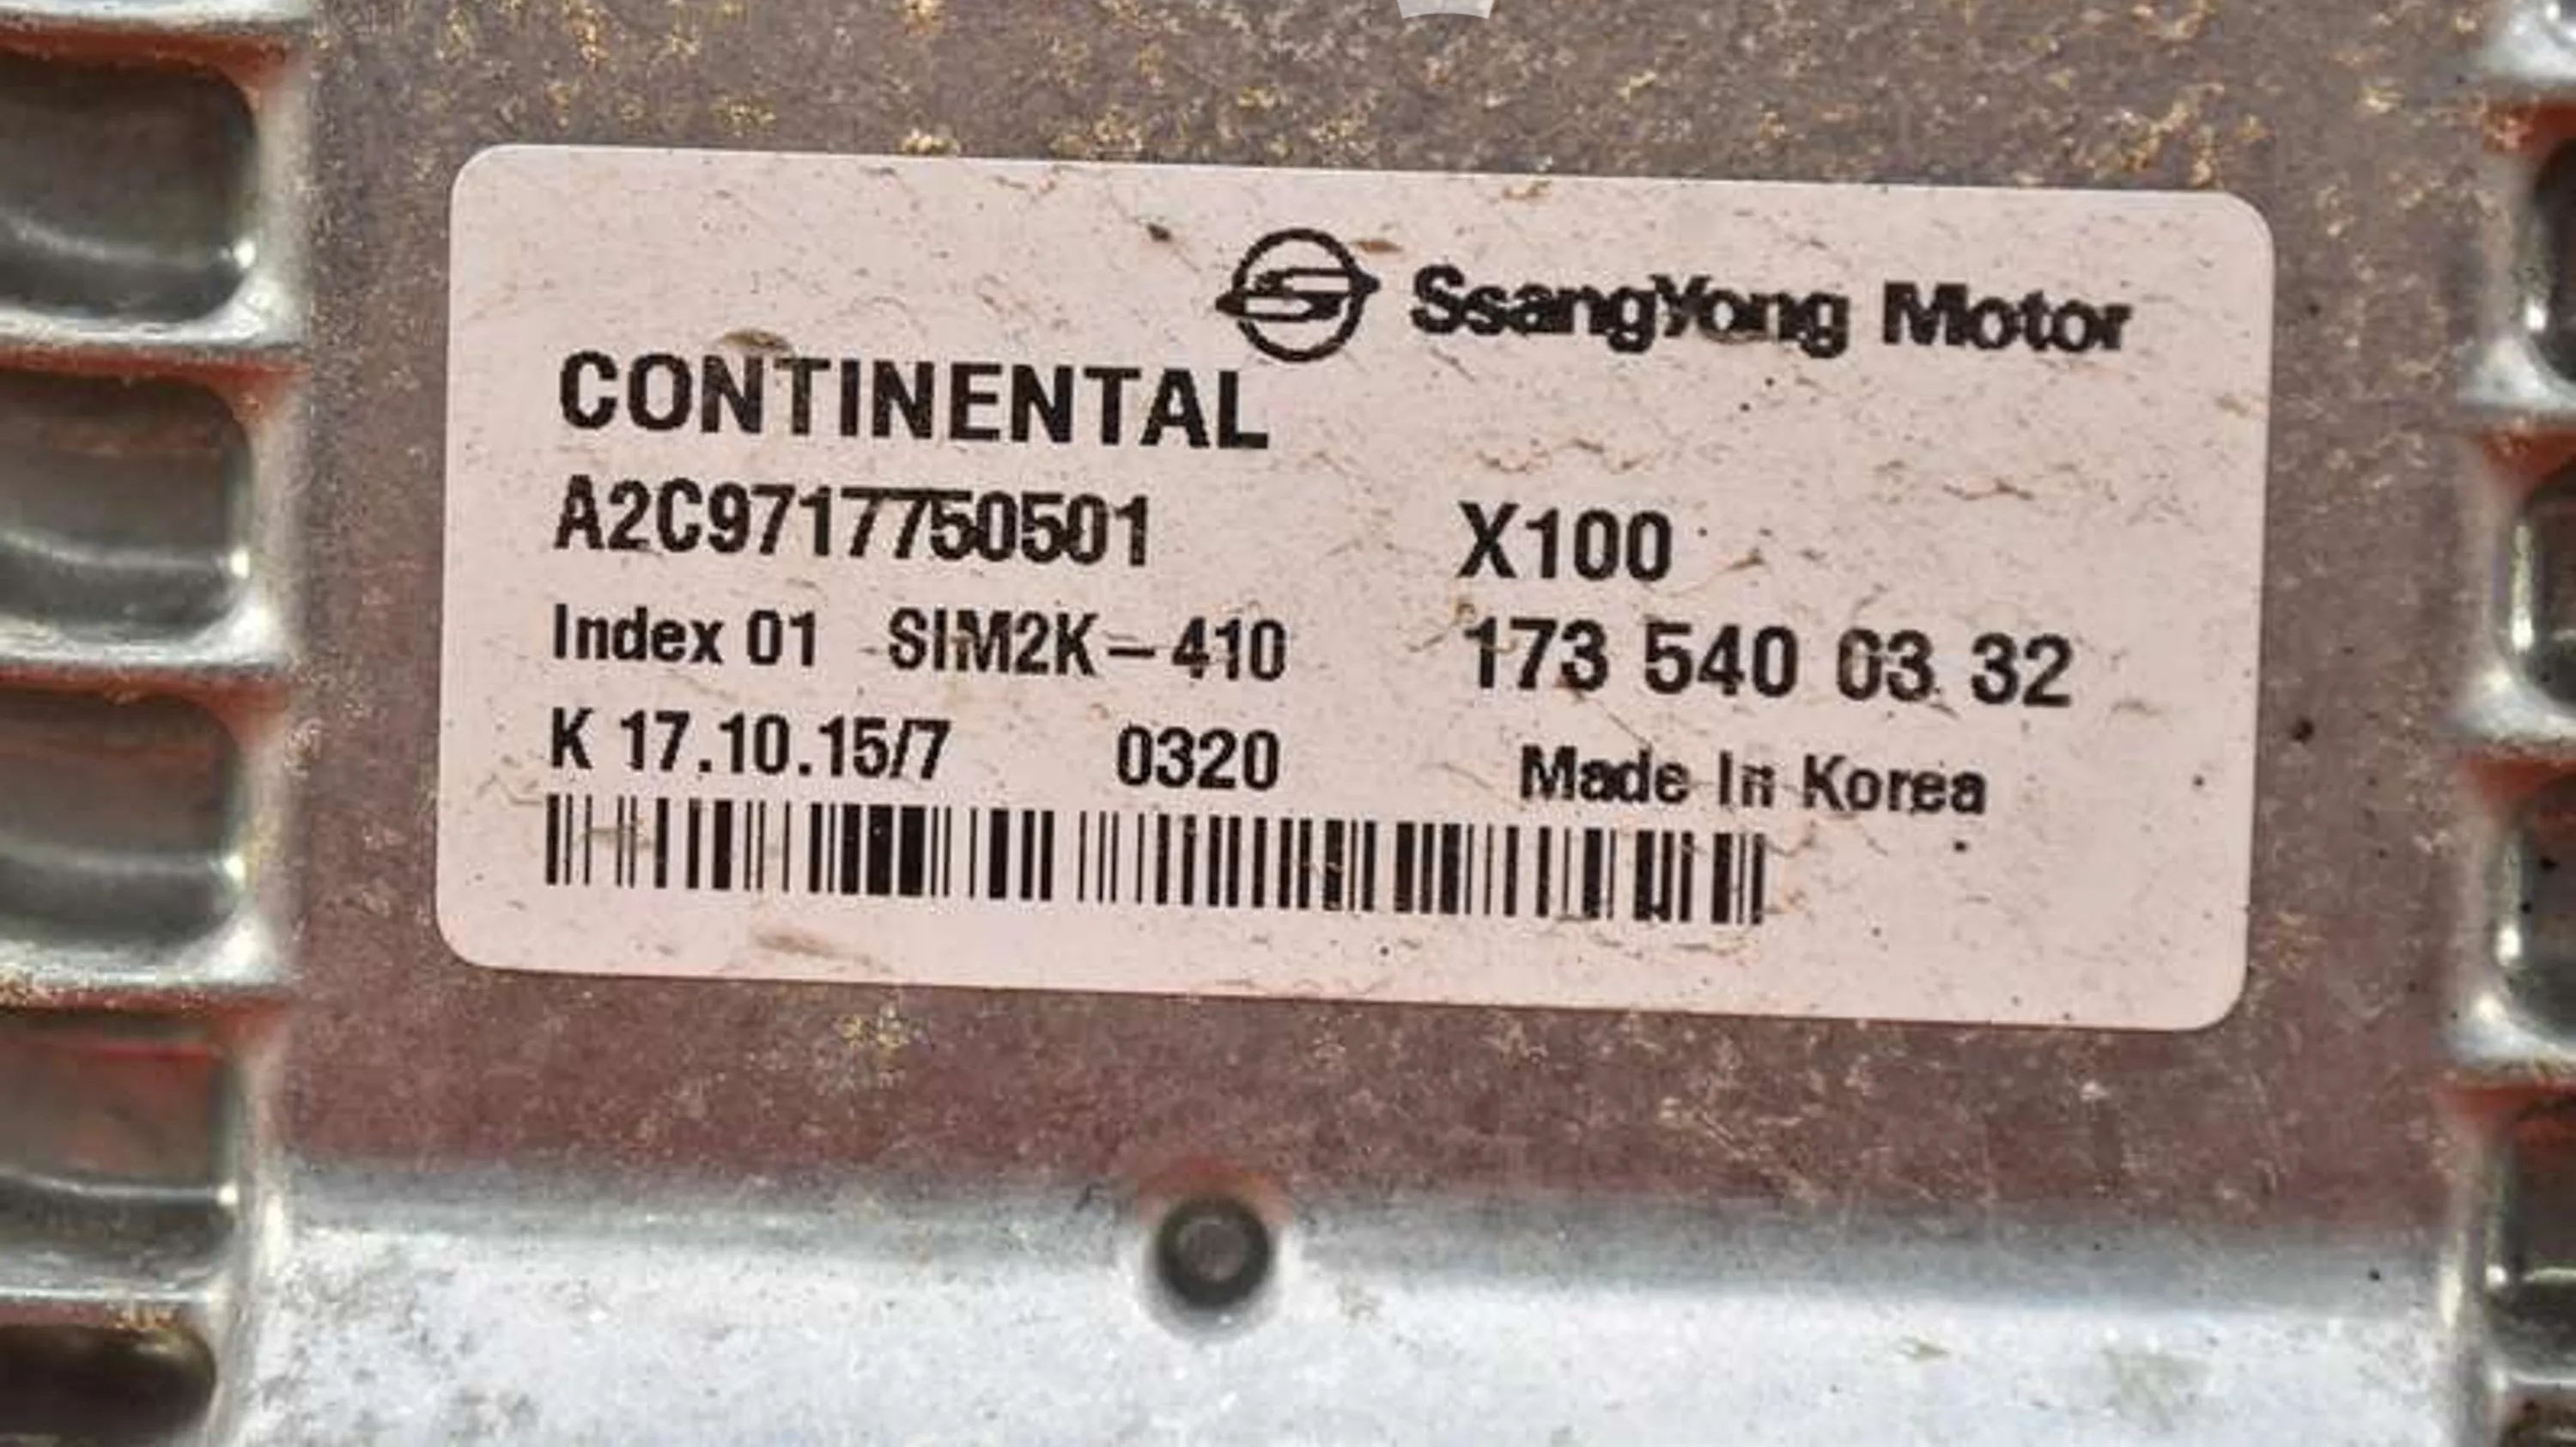 SsangYong Motor
CONTINENTAL
A2C9717750501 X100
Index 01 SIM2K-410 173 540 03 32
K 17.10.15/7 0320 Made In Korea